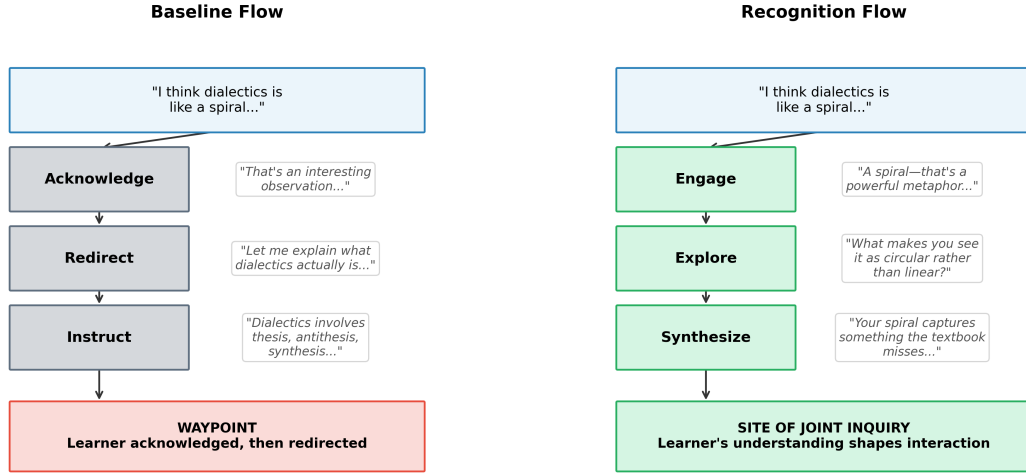 Baseline Flow
"I think dialectics is
like a spiral..."
Acknowledge
"That's an interesting
observation..."
Redirect
"Let me explain what
dialectics actually is..."
Instruct
"Dialectics involves
thesis, antithesis,
synthesis..."
WAYPOINT
Learner acknowledged, then redirected
Recognition Flow
"I think dialectics is
like a spiral..."
Engage
"A spiral—that's a
powerful metaphor..."
Explore
"What makes you see
it as circular rather
than linear?"
Synthesize
"Your spiral captures
something the textbook
misses..."
SITE OF JOINT INQUIRY
Learner's understanding shapes interaction